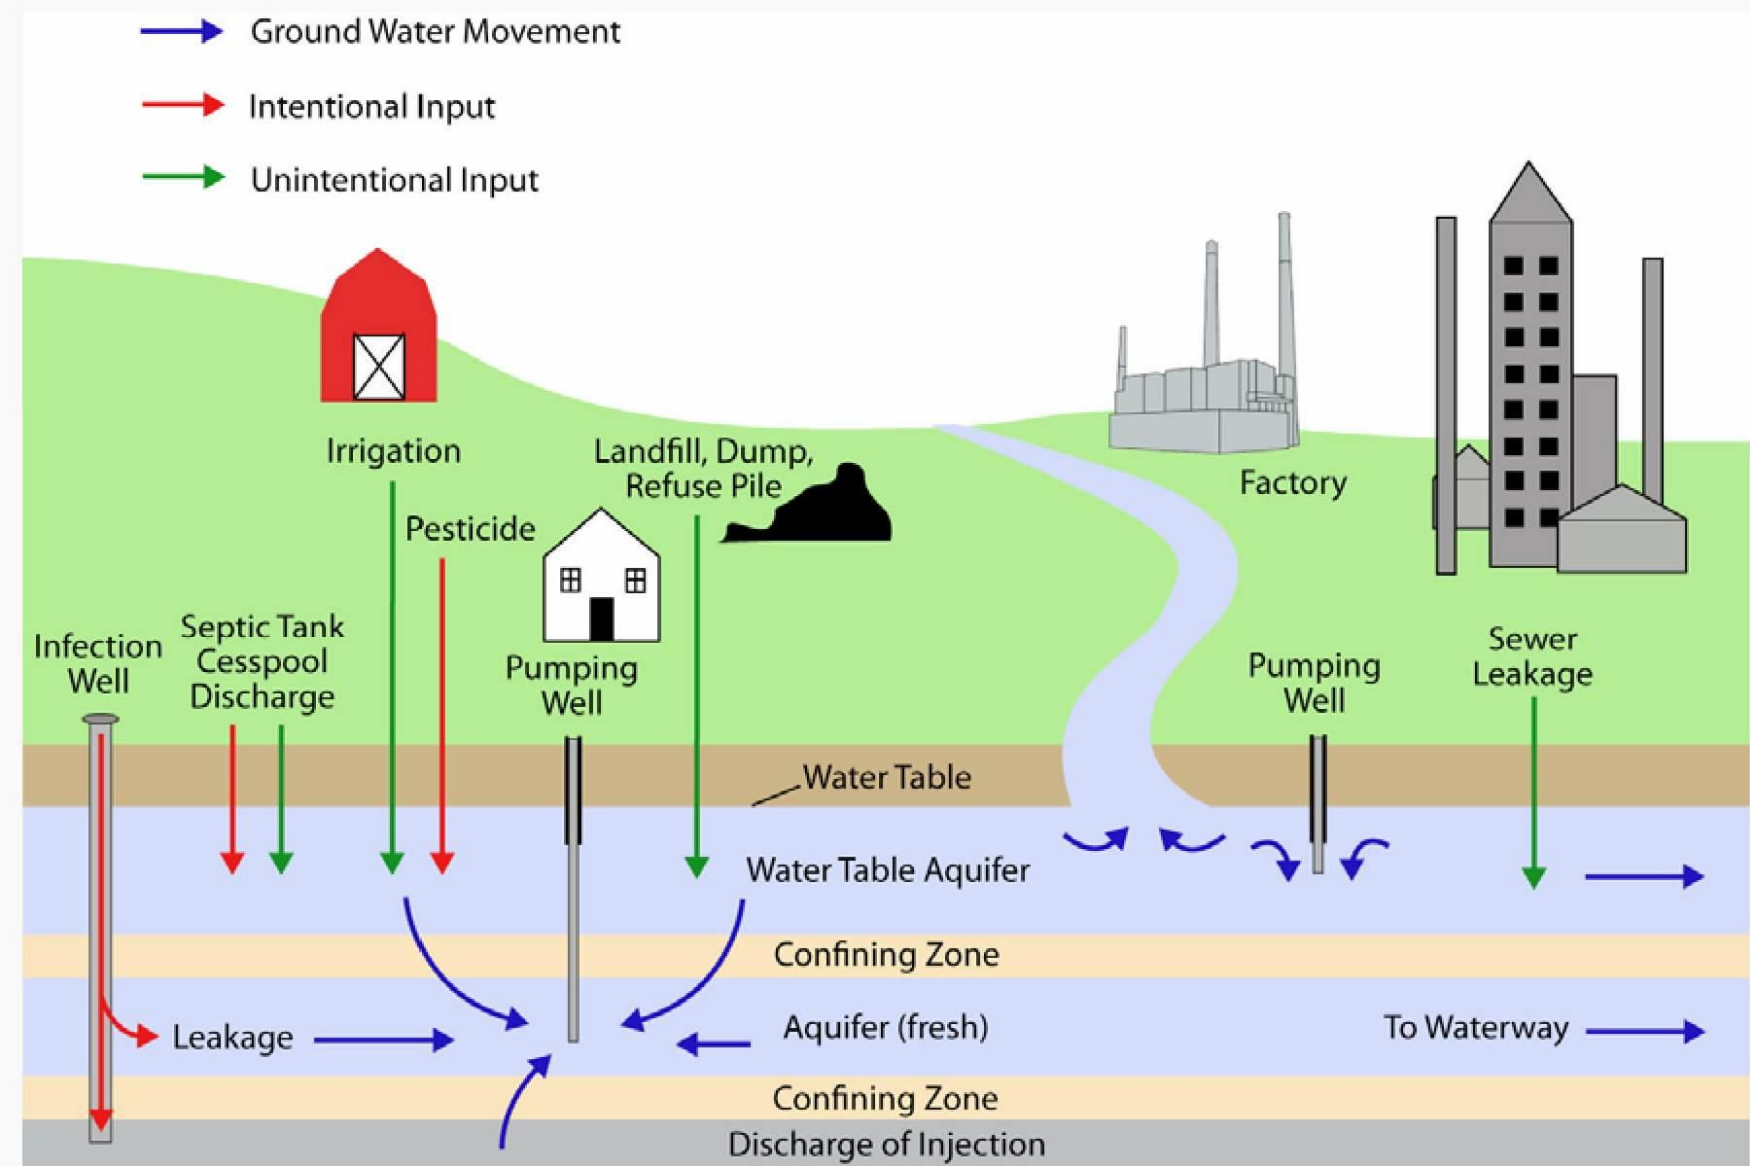 Ground Water Movement
Intentional Input
Unintentional Input
Irrigation
Landfill, Dump,
Refuse Pile
Factory
Pesticide
Infection
Well
Septic Tank
Cesspool
Discharge
Pumping
Well
Pumping
Well
Sewer
Leakage
Water Table
Water Table Aquifer
Confining Zone
Leakage
Aquifer (fresh)
To Waterway
Confining Zone
Discharge of Injection